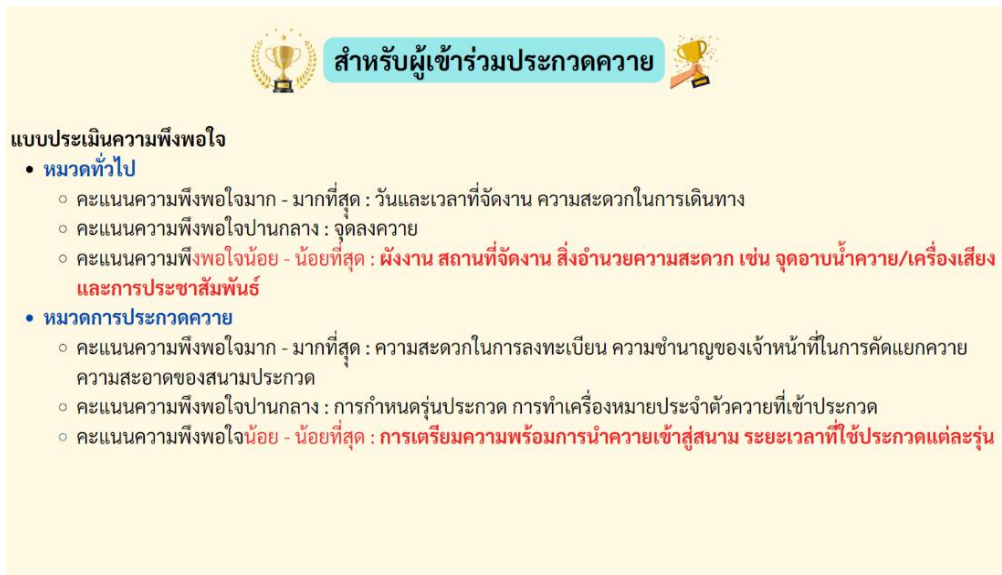 สำหรับผู้เข้าร่วมประกวดควาย
แบบประเมินความพึงพอใจ
• หมวดทั่วไป
○ คะแนนความพึงพอใจมาก - มากที่สุด : วันและเวลาที่จัดงาน ความสะดวกในการเดินทาง
○ คะแนนความพึงพอใจปานกลาง : จุดลงควาย
○ คะแนนความพึงพอใจน้อย - น้อยที่สุด : ผังงาน สถานที่จัดงาน สิ่งอำนวยความสะดวก เช่น จุดอาบน้ำควาย/เครื่องเสียง
และการประชาสัมพันธ์
• หมวดการประกวดควาย
○ คะแนนความพึงพอใจมาก - มากที่สุด : ความสะดวกในการลงทะเบียน ความชำนาญของเจ้าหน้าที่ในการคัดแยกควาย
ความสะอาดของสนามประกวด
○ คะแนนความพึงพอใจปานกลาง : การกำหนดรุ่นประกวด การทำเครื่องหมายประจำตัวควายที่เข้าประกวด
○ คะแนนความพึงพอใจน้อย - น้อยที่สุด : การเตรียมความพร้อมการนำควายเข้าสู่สนาม ระยะเวลาที่ใช้ประกวดแต่ละรุ่น